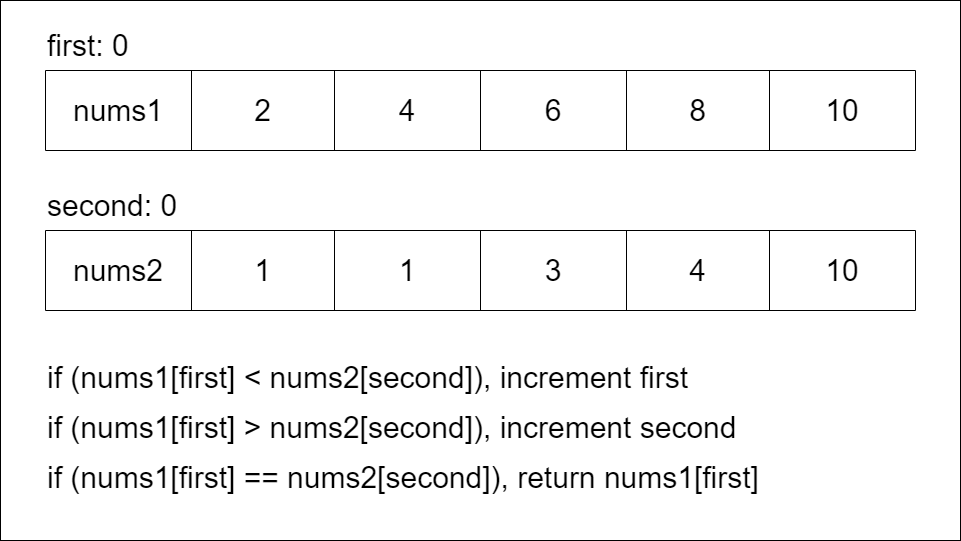 first: 0
nums1 2 4 6 8 10
second: 0
nums2 1 1 3 4 10
if (nums1[first] < nums2[second]), increment first
if (nums1[first] > nums2[second]), increment second
if (nums1[first] == nums2[second]), return nums1[first]